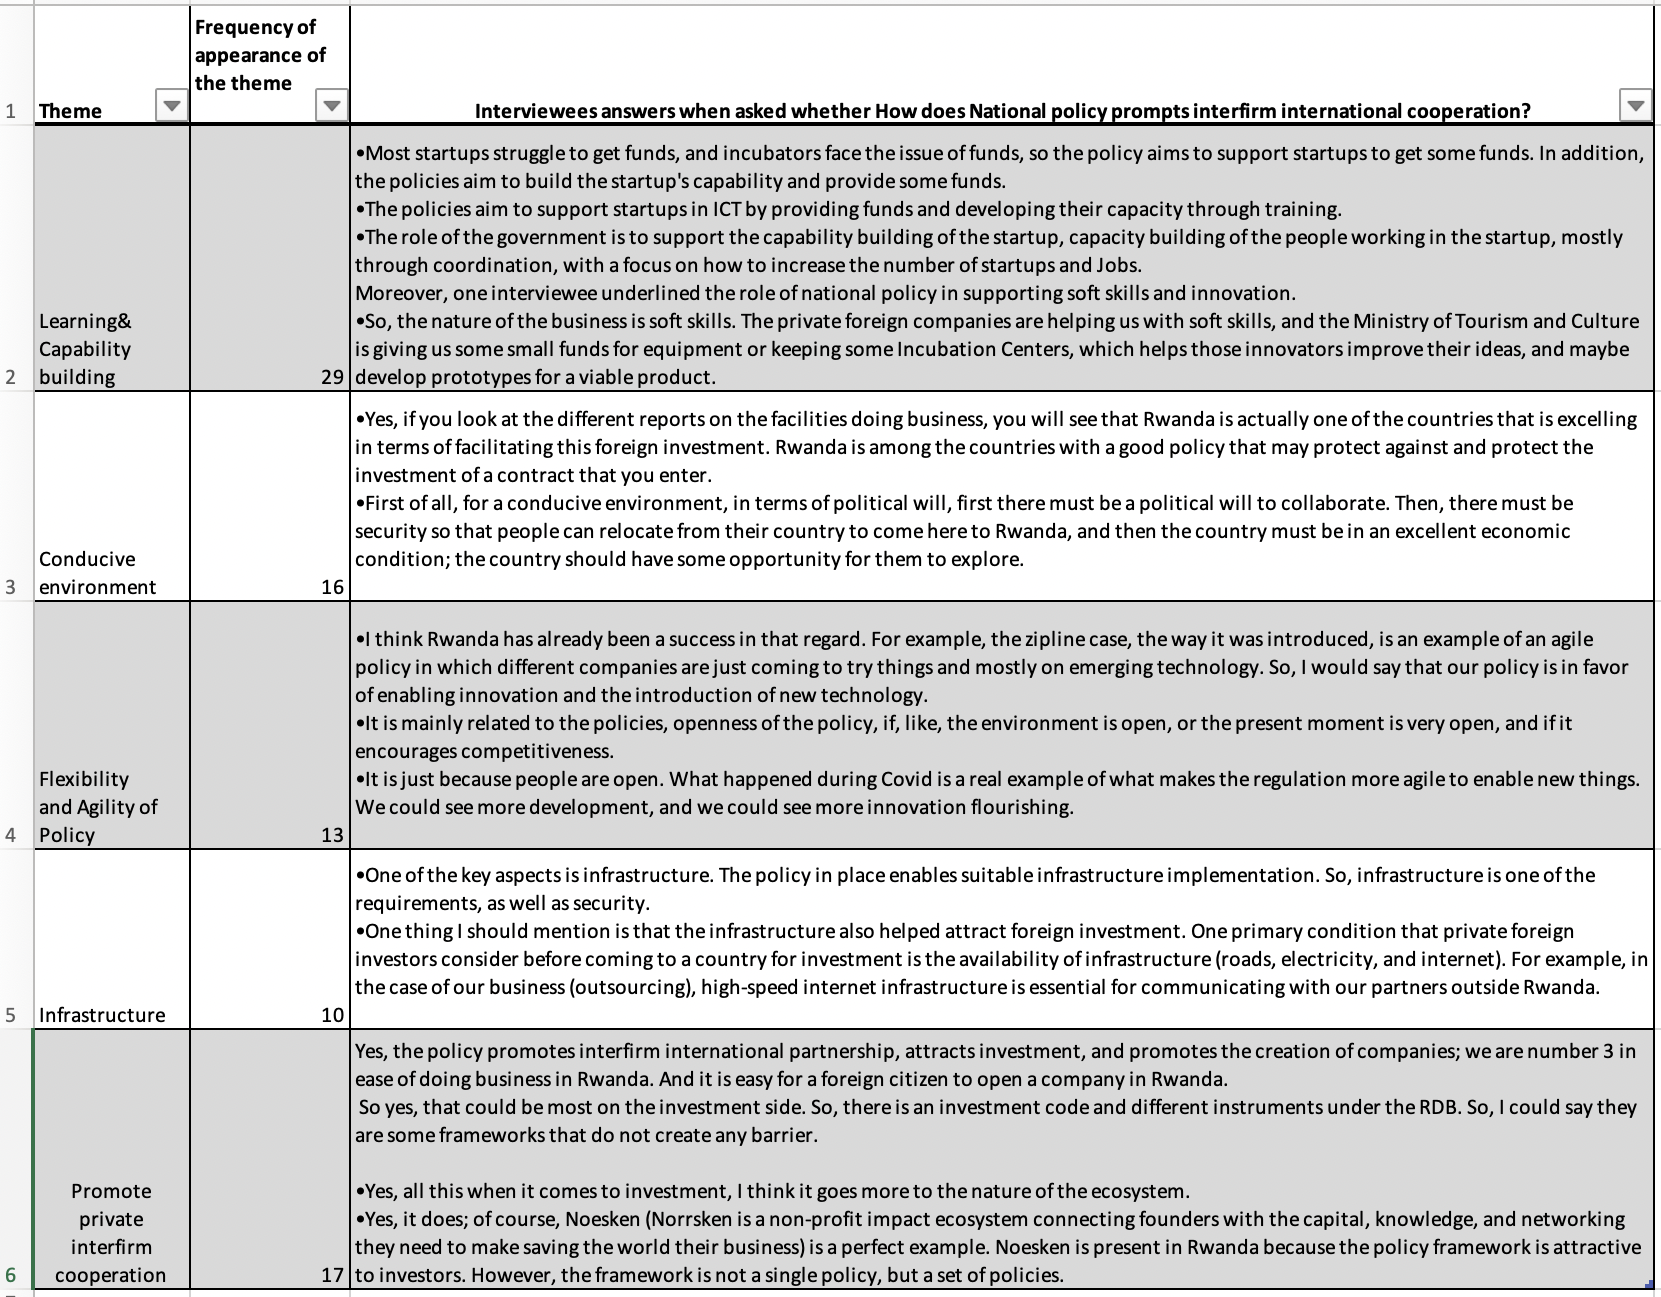 Frequency of
appearance of
the theme
1 Theme Interviewees answers when asked whether How does National policy prompts interfirm international cooperation?
•Most startups struggle to get funds, and incubators face the issue of funds, so the policy aims to support startups to get some funds. In addition,
the policies aim to build the startup's capability and provide some funds.
•The policies aim to support startups in ICT by providing funds and developing their capacity through training.
•The role of the government is to support the capability building of the startup, capacity building of the people working in the startup, mostly
through coordination, with a focus on how to increase the number of startups and Jobs.
Moreover, one interviewee underlined the role of national policy in supporting soft skills and innovation.
Learning& •So, the nature of the business is soft skills. The private foreign companies are helping us with soft skills, and the Ministry of Tourism and Culture
Capability is giving us some small funds for equipment or keeping some Incubation Centers, which helps those innovators improve their ideas, and maybe
2 building 29 develop prototypes for a viable product.
•Yes, if you look at the different reports on the facilities doing business, you will see that Rwanda is actually one of the countries that is excelling
in terms of facilitating this foreign investment. Rwanda is among the countries with a good policy that may protect against and protect the
investment of a contract that you enter.
•First of all, for a conducive environment, in terms of political will, first there must be a political will to collaborate. Then, there must be
security so that people can relocate from their country to come here to Rwanda, and then the country must be in an excellent economic
Conducive condition; the country should have some opportunity for them to explore.
3 environment 16
•I think Rwanda has already been a success in that regard. For example, the zipline case, the way it was introduced, is an example of an agile
policy in which different companies are just coming to try things and mostly on emerging technology. So, I would say that our policy is in favor
of enabling innovation and the introduction of new technology.
•It is mainly related to the policies, openness of the policy, if, like, the environment is open, or the present moment is very open, and if it
encourages competitiveness.
Flexibility •It is just because people are open. What happened during Covid is a real example of what makes the regulation more agile to enable new things.
and Agility of We could see more development, and we could see more innovation flourishing.
4 Policy 13
•One of the key aspects is infrastructure. The policy in place enables suitable infrastructure implementation. So, infrastructure is one of the
requirements, as well as security.
•One thing I should mention is that the infrastructure also helped attract foreign investment. One primary condition that private foreign
investors consider before coming to a country for investment is the availability of infrastructure (roads, electricity, and internet). For example, in
the case of our business (outsourcing), high-speed internet infrastructure is essential for communicating with our partners outside Rwanda.
5 Infrastructure 10
Yes, the policy promotes interfirm international partnership, attracts investment, and promotes the creation of companies; we are number 3 in
ease of doing business in Rwanda. And it is easy for a foreign citizen to open a company in Rwanda.
So yes, that could be most on the investment side. So, there is an investment code and different instruments under the RDB. So, I could say they
are some frameworks that do not create any barrier.
Promote •Yes, all this when it comes to investment, I think it goes more to the nature of the ecosystem.
private •Yes, it does; of course, Noesken (Norrsken is a non-profit impact ecosystem connecting founders with the capital, knowledge, and networking
interfirm they need to make saving the world their business) is a perfect example. Noesken is present in Rwanda because the policy framework is attractive
6 cooperation 17 to investors. However, the framework is not a single policy, but a set of policies.